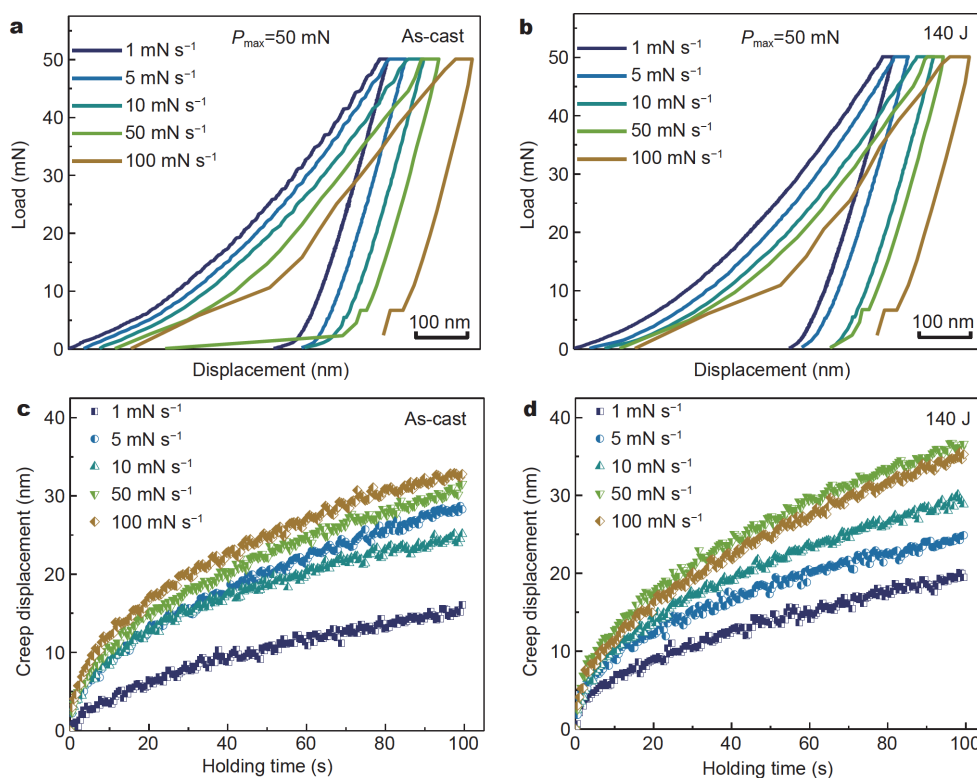 a
P_max=50 mN
As-cast
1 mN s⁻¹
5 mN s⁻¹
10 mN s⁻¹
50 mN s⁻¹
100 mN s⁻¹
50
40
30
20
10
0
Load (mN)
100 nm
Displacement (nm)
b
P_max=50 mN
140 J
1 mN s⁻¹
5 mN s⁻¹
10 mN s⁻¹
50 mN s⁻¹
100 mN s⁻¹
50
40
30
20
10
0
Load (mN)
100 nm
Displacement (nm)
c
As-cast
1 mN s⁻¹
5 mN s⁻¹
10 mN s⁻¹
50 mN s⁻¹
100 mN s⁻¹
40
30
20
10
0
Creep displacement (nm)
0 20 40 60 80 100
Holding time (s)
d
140 J
1 mN s⁻¹
5 mN s⁻¹
10 mN s⁻¹
50 mN s⁻¹
100 mN s⁻¹
40
30
20
10
0
Creep displacement (nm)
0 20 40 60 80 100
Holding time (s)